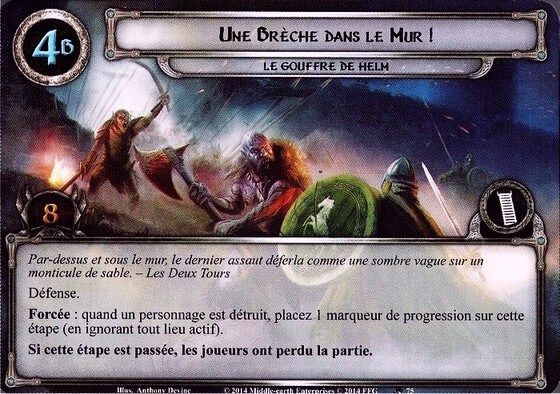 4B
Une Brèche dans le Mur !
Le Gouffre de Helm
8
Par-dessus et sous le mur, le dernier assaut déferla comme une sombre vague sur un
monticule de sable. – Les Deux Tours
Défense.
Forcée : quand un personnage est détruit, placez 1 marqueur de progression sur cette
étape (en ignorant tout lieu actif).
Si cette étape est passée, les joueurs ont perdu la partie.
Illus. Anthony Devine © 2014 Middle-earth Enterprises © 2014 FFG 75